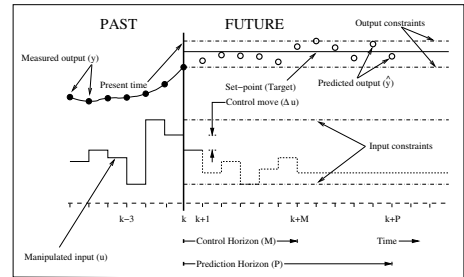 PAST
FUTURE
Output constraints
Measured output (y)
Present time
Set-point (Target)
Predicted output (ŷ)
Control move (Δ u)
Input constraints
k-3
k
k+1
k+M
k+P
Manipulated input (u)
Control Horizon (M)
Time
Prediction Horizon (P)